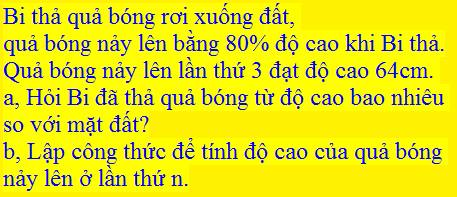 Bi thả quả bóng rơi xuống đất,
quả bóng nảy lên bằng 80% độ cao khi Bi thả.
Quả bóng nảy lên lần thứ 3 đạt độ cao 64cm.
a, Hỏi Bi đã thả quả bóng từ độ cao bao nhiêu
so với mặt đất?
b, Lập công thức để tính độ cao của quả bóng
nảy lên ở lần thứ n.